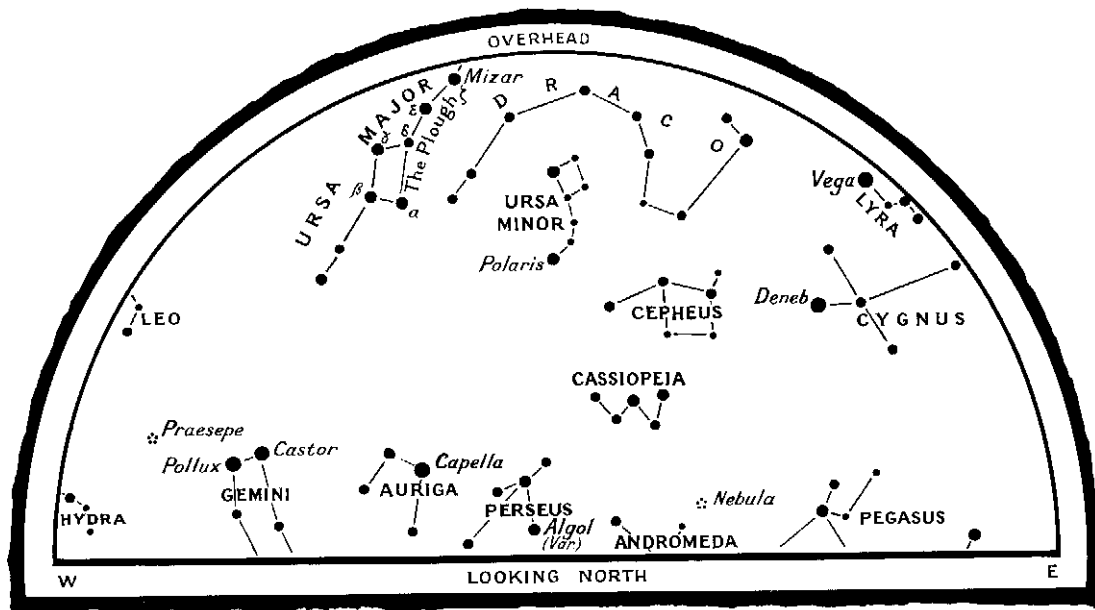 OVERHEAD
Mizar
URSA MAJOR
The Plough
ζ
ε
δ
α
β
α
DRACO
URSA
MINOR
Polaris
Vega
LYRA
LEO
CEPHEUS
Deneb
CYGNUS
CASSIOPEIA
Praesepe
Pollux
Castor
GEMINI
Capella
AURIGA
HYDRA
PERSEUS
Algol
(Var)
Nebula
ANDROMEDA
PEGASUS
W
LOOKING NORTH
E